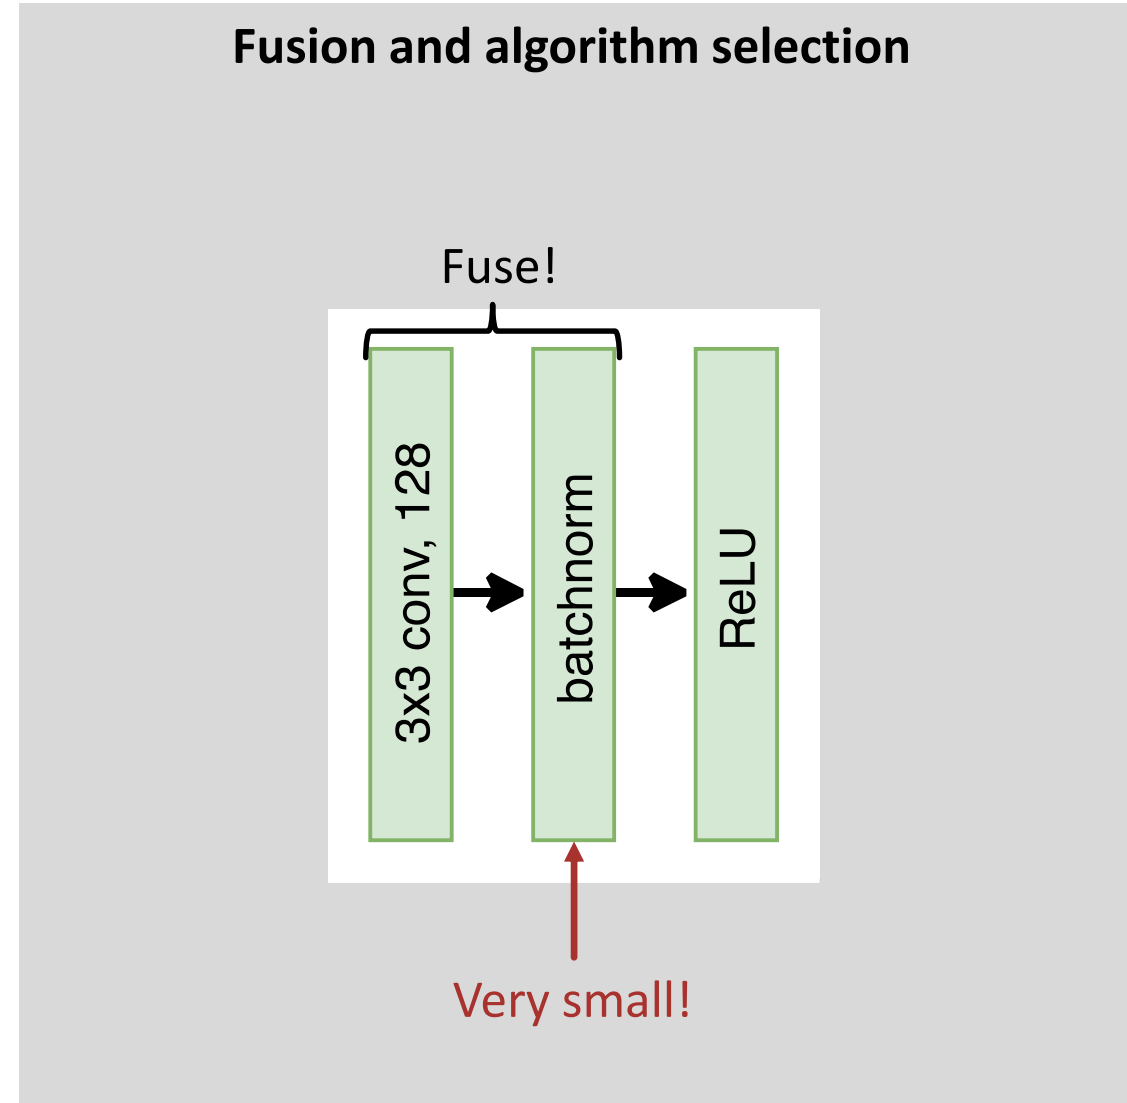 Fusion and algorithm selection
Fuse!
3x3 conv, 128
batchnorm
ReLU
Very small!